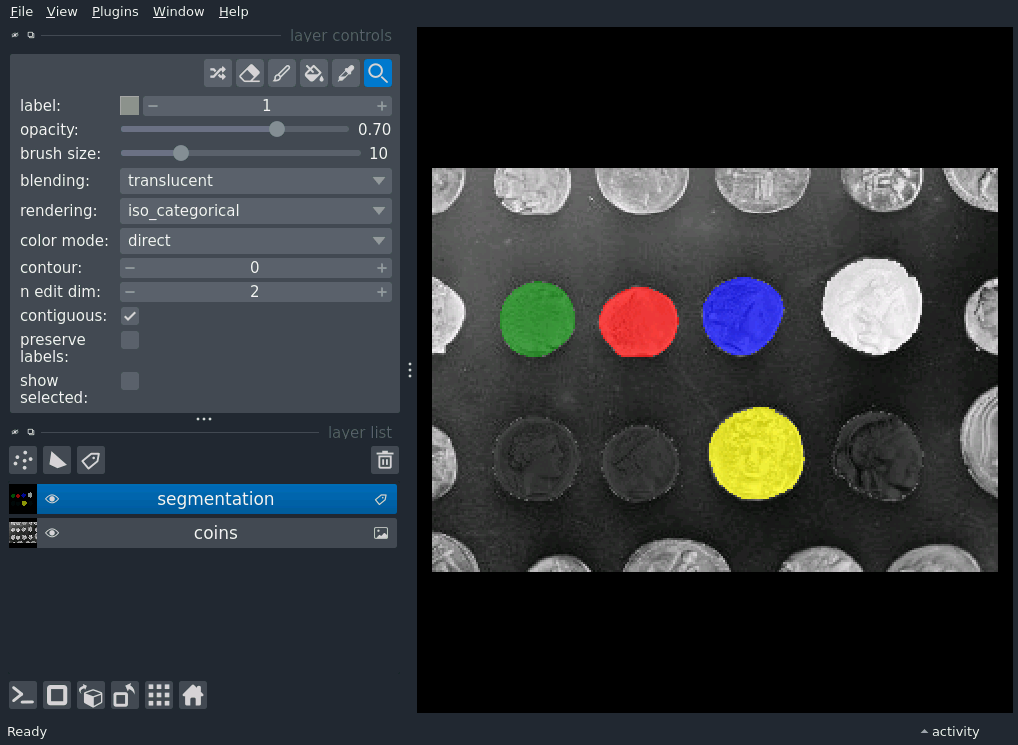 File View Plugins Window Help
layer controls
label: 1
opacity: 0.70
brush size: 10
blending: translucent
rendering: iso_categorical
color mode: direct
contour: 0
n edit dim: 2
contiguous:
preserve
labels:
show
selected:
layer list
segmentation
coins
Ready
activity